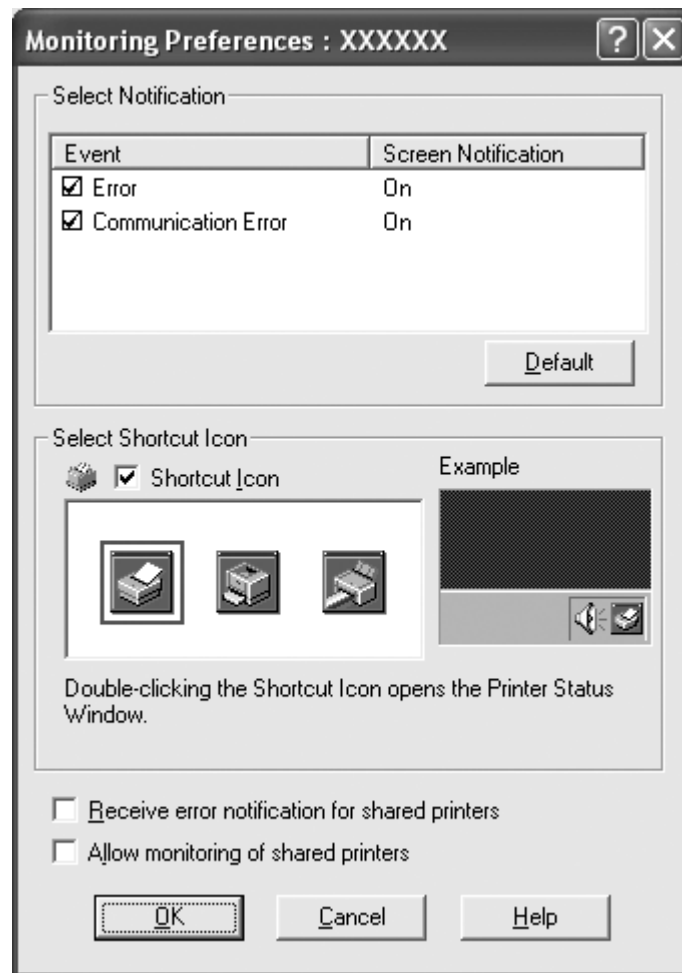 Monitoring Preferences : XXXXXX
Select Notification
Event Screen Notification
Error On
Communication Error On
Default
Select Shortcut Icon
Shortcut Icon Example
Double-clicking the Shortcut Icon opens the Printer Status
Window.
Receive error notification for shared printers
Allow monitoring of shared printers
OK Cancel Help